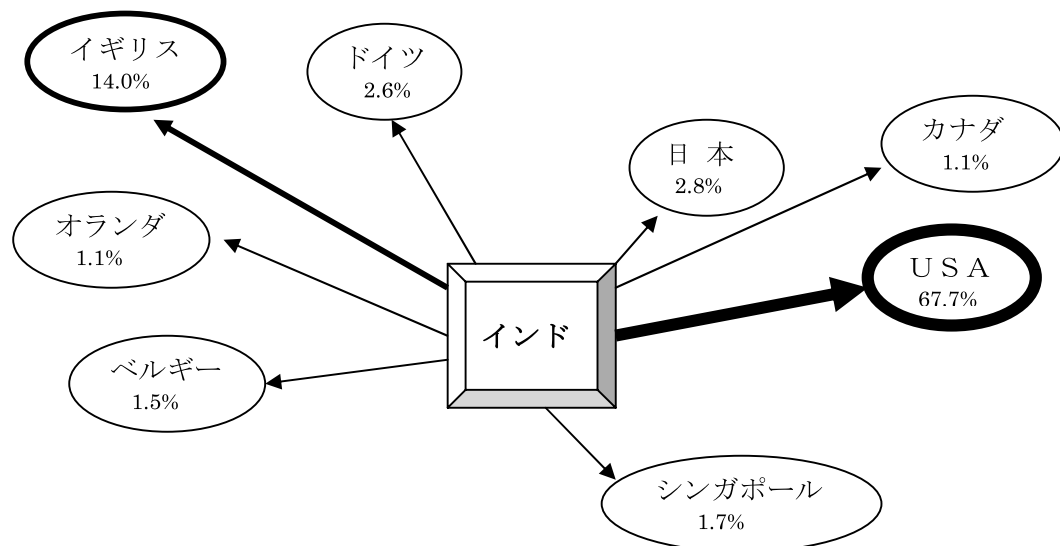 イギリス
14.0%
ドイツ
2.6%
日 本
2.8%
カナダ
1.1%
オランダ
1.1%
USA
67.7%
インド
ベルギー
1.5%
シンガポール
1.7%